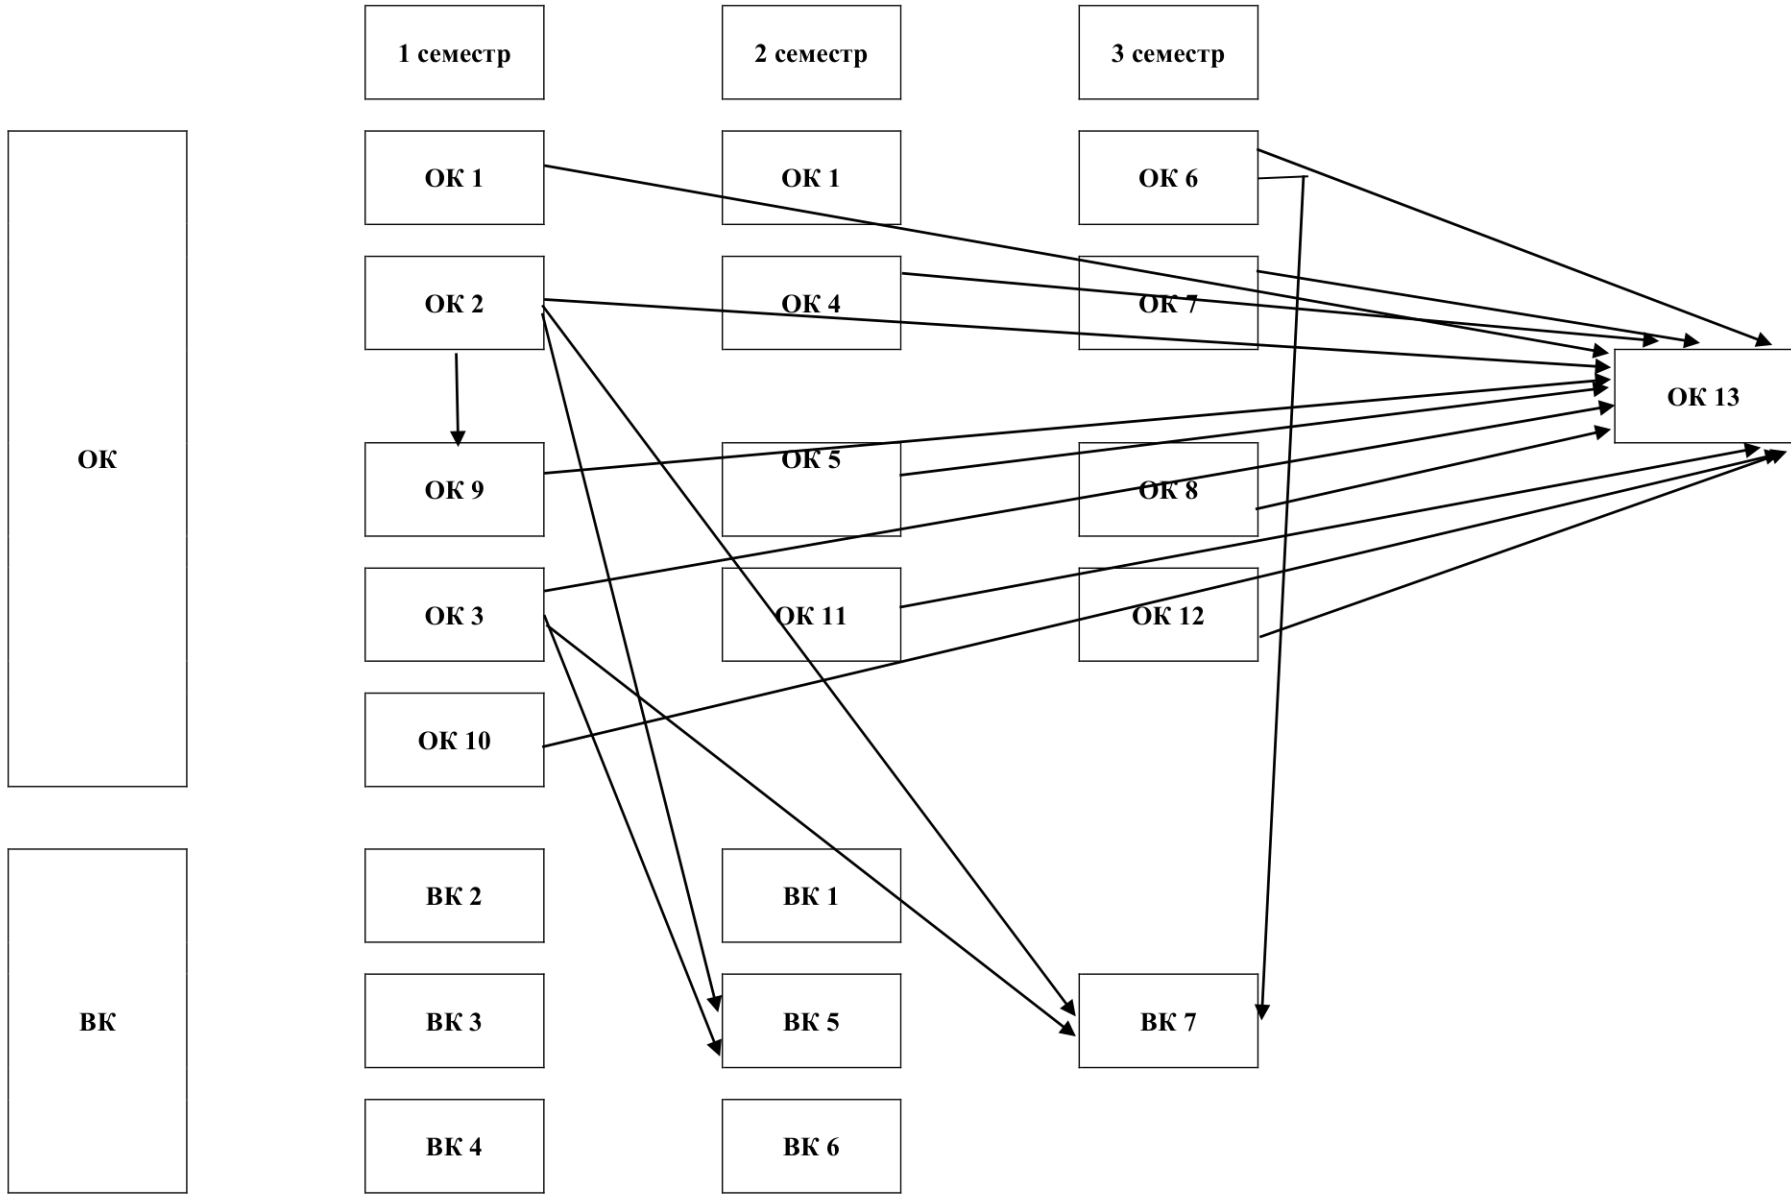 1 семестр
2 семестр
3 семестр
ОК
ОК 1
ОК 1
ОК 6
ОК 2
ОК 4
ОК 7
ОК 13
ОК 9
ОК 5
ОК 8
ОК 3
ОК 11
ОК 12
ОК 10
ВК
ВК 2
ВК 1
ВК 3
ВК 5
ВК 7
ВК 4
ВК 6